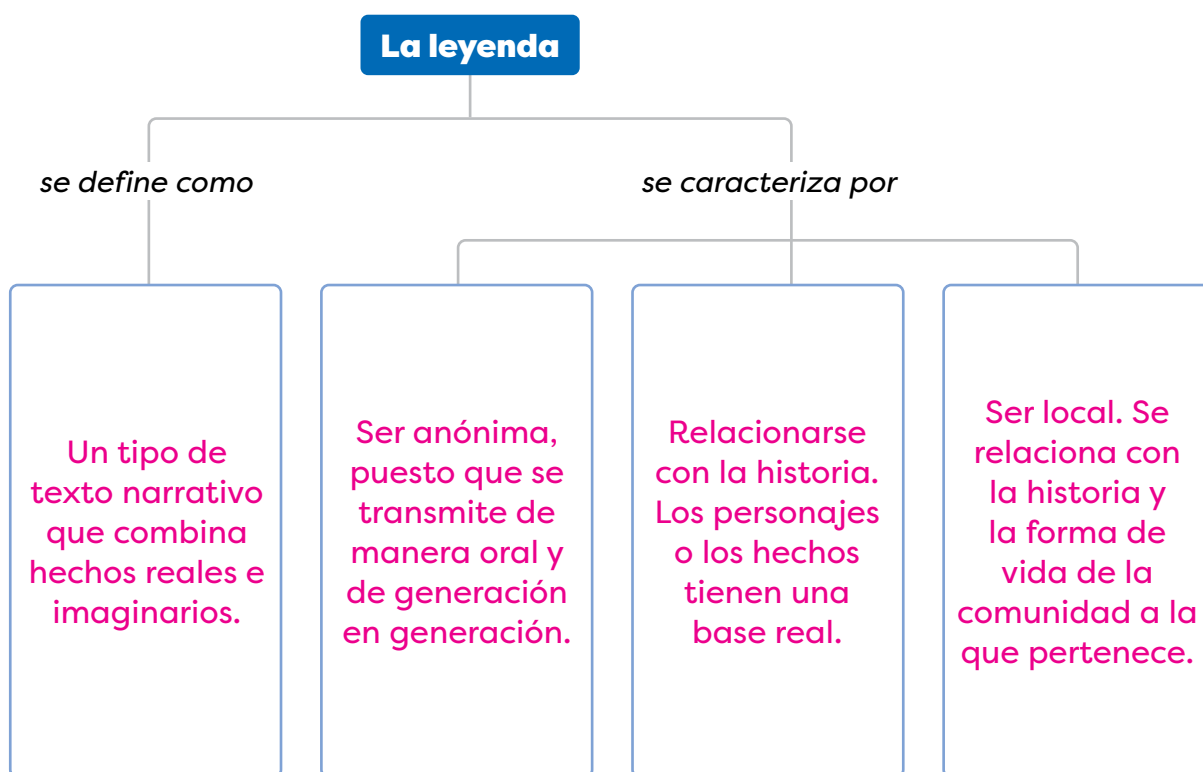 La leyenda
se define como
se caracteriza por
Un tipo de
texto narrativo
que combina
hechos reales e
imaginarios.
Ser anónima,
puesto que se
transmite de
manera oral y
de generación
en generación.
Relacionarse
con la historia.
Los personajes
o los hechos
tienen una
base real.
Ser local. Se
relaciona con
la historia y
la forma de
vida de la
comunidad a la
que pertenece.